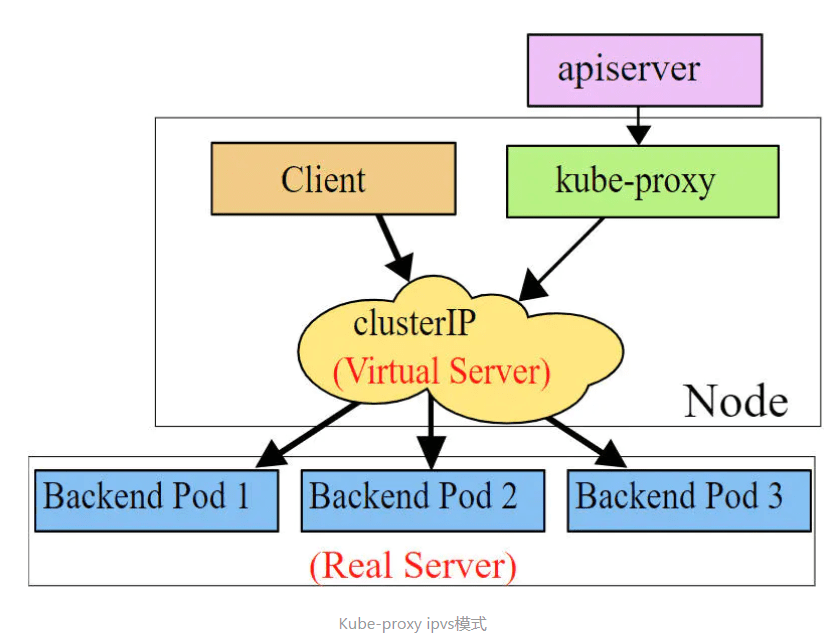 apiserver
Client
kube-proxy
clusterIP
(Virtual Server)
Node
Backend Pod 1
Backend Pod 2
Backend Pod 3
(Real Server)
Kube-proxy ipvs模式